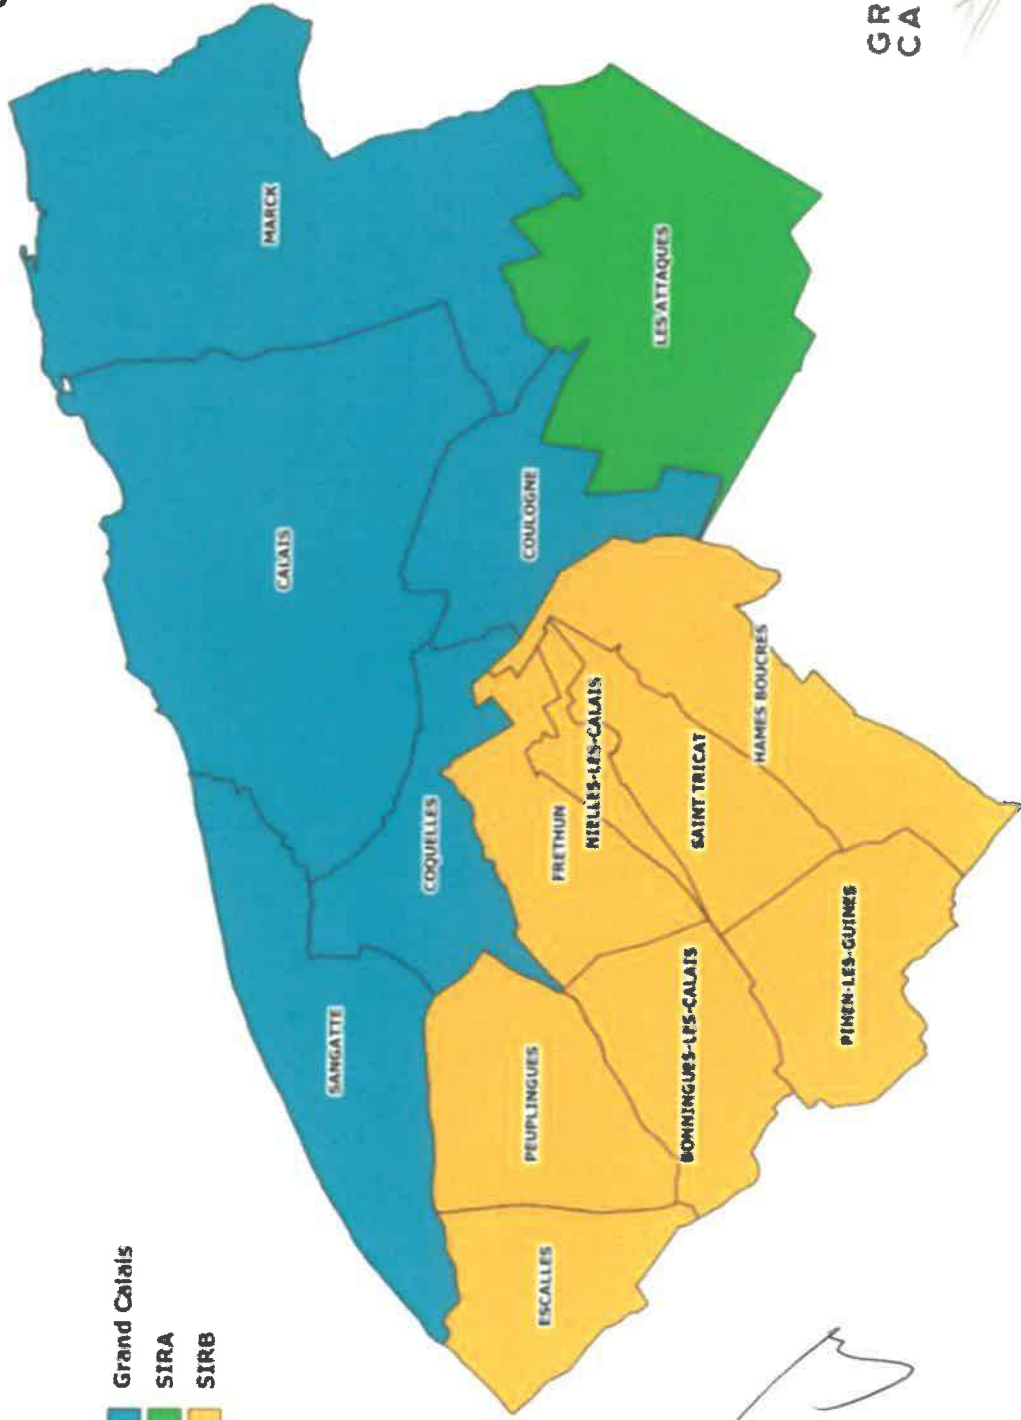 Grand Calais
SIRA
SIRB
MARCK
CALAIS
LES ATTAQUES
COULOGNE
SANGATTE
COQUELLES
FRETHUN
NIELLES-LES-CALAIS
SAINT TRICAT
HAMES BOUCRES
PEUPLINGUES
BONNINGUES-LES-CALAIS
PIHEN-LES-GUINES
ESCALLES
GR
CA